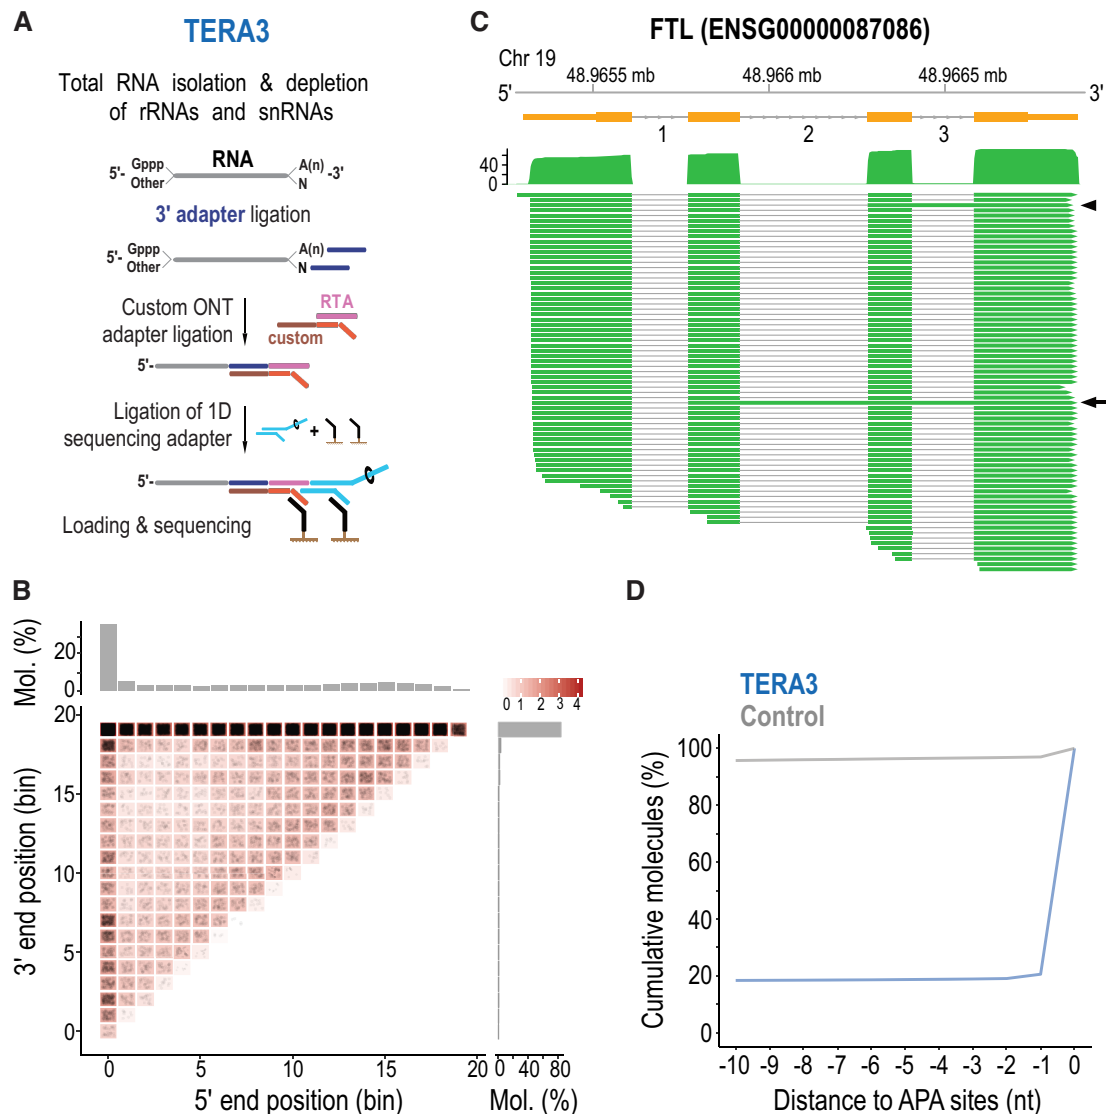 A
TERA3
Total RNA isolation & depletion
of rRNAs and snRNAs
5'- Gppp RNA A(n) -3'
Other N
3' adapter ligation
5'- Gppp A(n)
Other N
Custom ONT
adapter ligation
RTA
custom
5'-
Ligation of 1D
sequencing adapter
+
5'-
Loading & sequencing
C
FTL (ENSG00000087086)
Chr 19
48.9655 mb 48.966 mb 48.9665 mb
5' 3'
1 2 3
40
0
B
Mol. (%)
20
0
0 1 2 3 4
3' end position (bin)
20
15
10
5
0
0 5 10 15 20
5' end position (bin)
0 40 60 80
Mol. (%)
D
TERA3
Control
Cumulative molecules (%)
100
80
60
40
20
0
-10 -9 -8 -7 -6 -5 -4 -3 -2 -1 0
Distance to APA sites (nt)